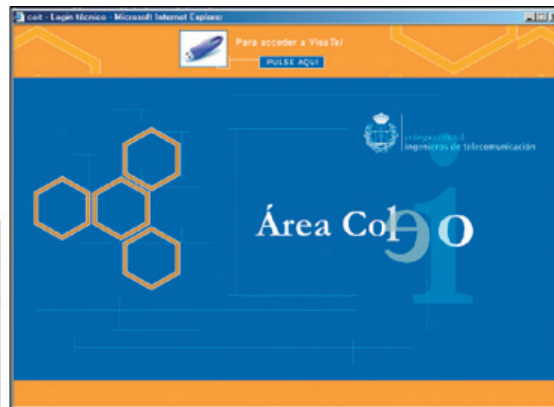 coit - Login técnico - Microsoft Internet Explorer
Para acceder a VisaTel
PULSE AQUI
colegio oficial
ingenieros de telecomunicación
Área Col
e
i
o